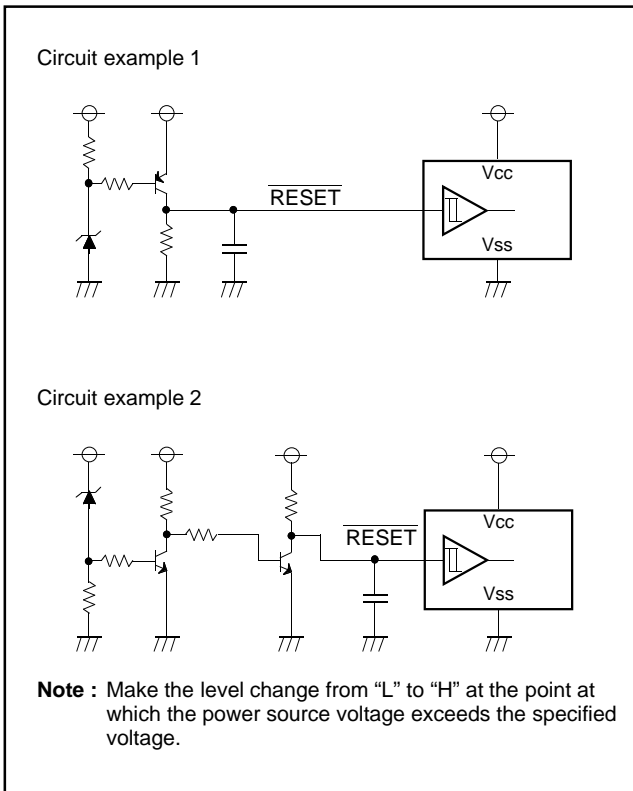 Circuit example 1
RESET
Vcc
Vss
Circuit example 2
RESET
Vcc
Vss
Note : Make the level change from “L” to “H” at the point at
which the power source voltage exceeds the specified
voltage.